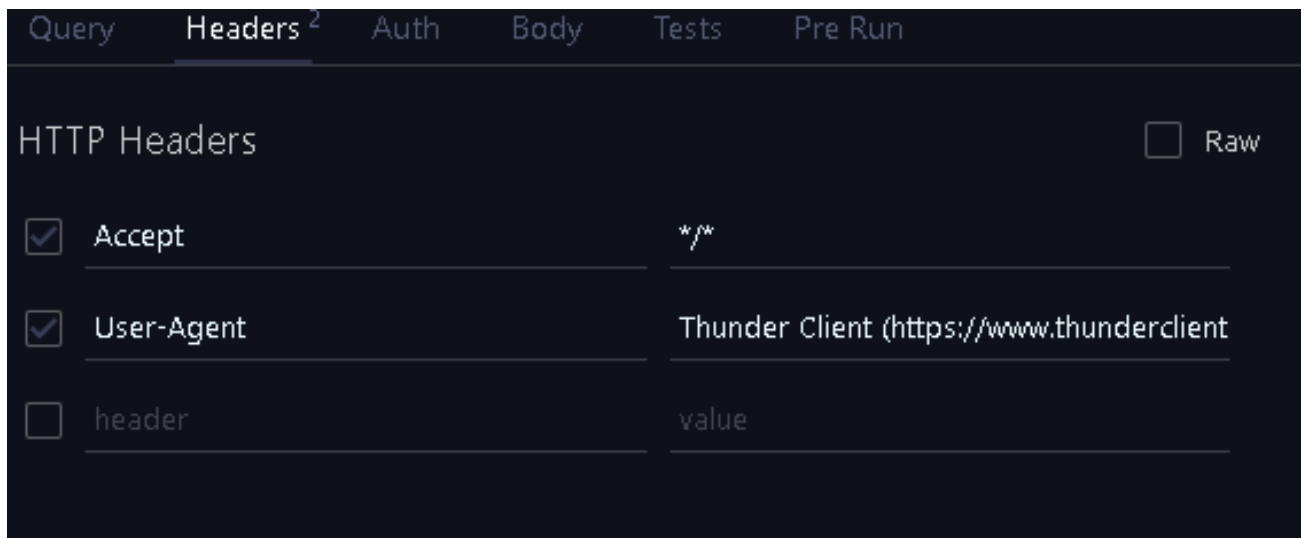 Query Headers 2 Auth Body Tests Pre Run
HTTP Headers Raw
Accept */*
User-Agent Thunder Client (https://www.thunderclient
header value